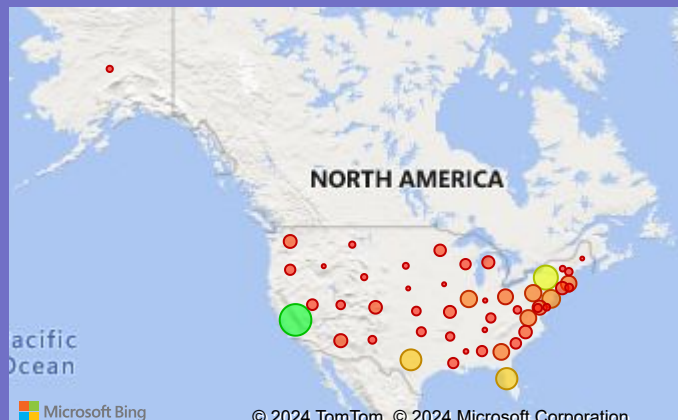 NORTH AMERICA
acific
Ocean
Microsoft Bing
© 2024 TomTom, © 2024 Microsoft Corporation